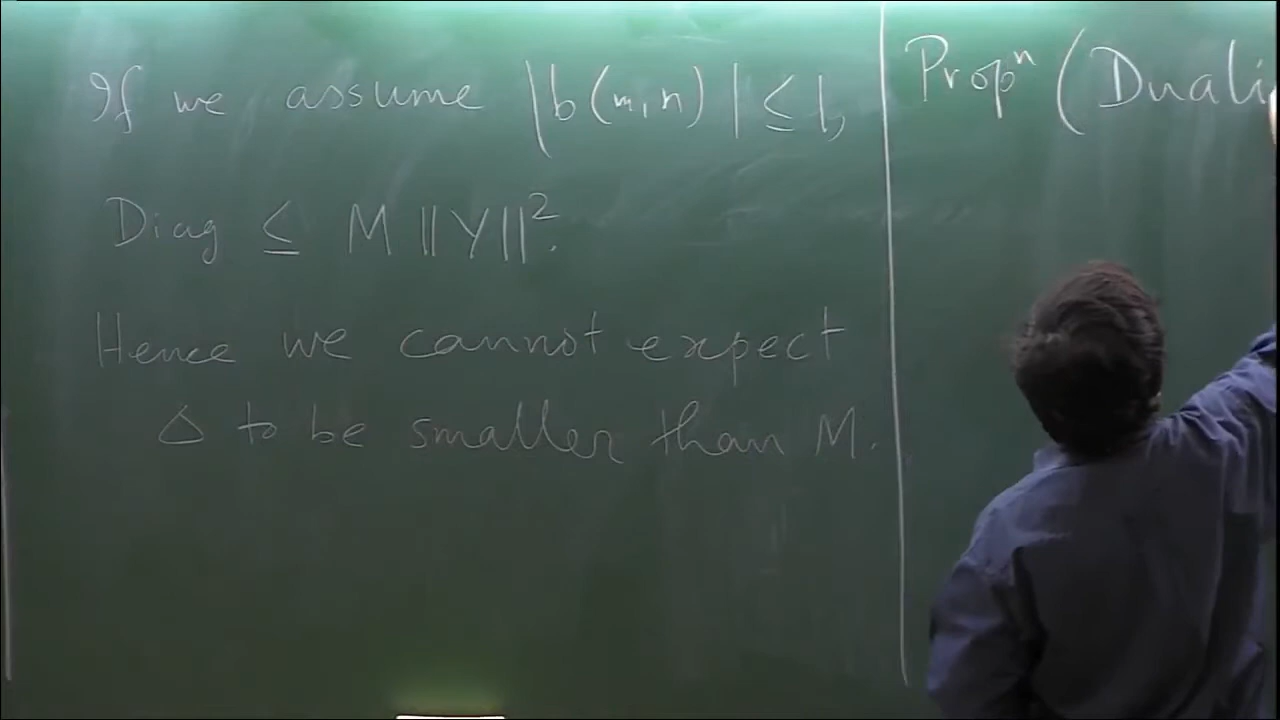 If we assume |b(m,n)| ≤ 1,
Diag ≤ M ||Y||².
Hence we cannot expect
Δ to be smaller than M.
Propⁿ (Duali